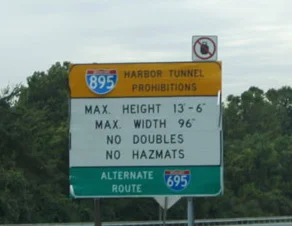 895 HARBOR TUNNEL
PROHIBITIONS
MAX. HEIGHT 13'-6"
MAX. WIDTH 96"
NO DOUBLES
NO HAZMATS
ALTERNATE
ROUTE 695